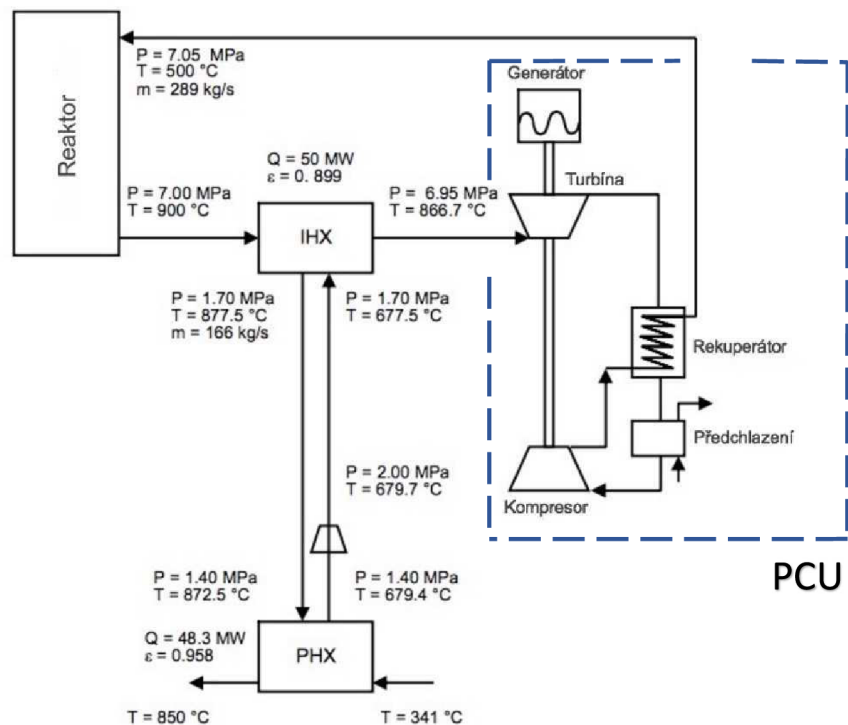 Reaktor
P = 7.05 MPa
T = 500 °C
m = 289 kg/s
Generátor
Q = 50 MW
ε = 0. 899
Turbína
P = 7.00 MPa
T = 900 °C
P = 6.95 MPa
T = 866.7 °C
IHX
P = 1.70 MPa
T = 877.5 °C
m = 166 kg/s
P = 1.70 MPa
T = 677.5 °C
Rekuperátor
Předchlazení
P = 2.00 MPa
T = 679.7 °C
Kompresor
PCU
P = 1.40 MPa
T = 872.5 °C
P = 1.40 MPa
T = 679.4 °C
Q = 48.3 MW
ε = 0.958
PHX
T = 850 °C
T = 341 °C